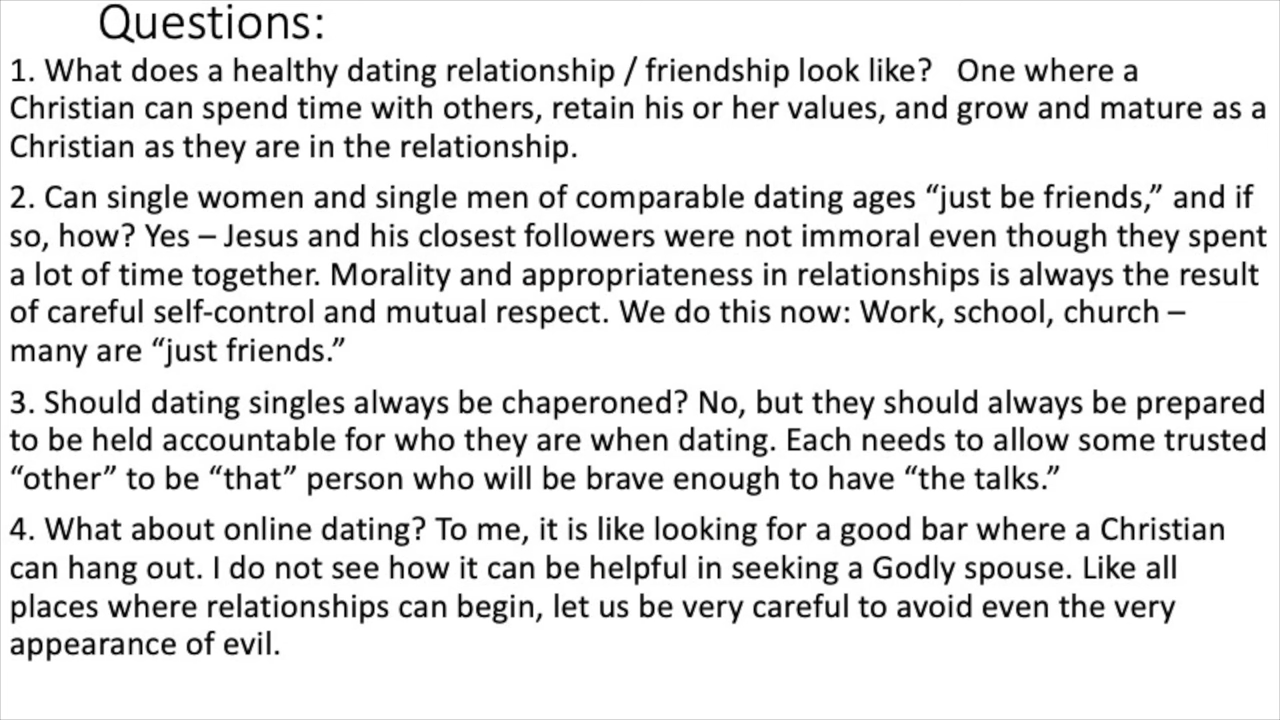 Questions:
1. What does a healthy dating relationship / friendship look like?   One where a
Christian can spend time with others, retain his or her values, and grow and mature as a
Christian as they are in the relationship.
2. Can single women and single men of comparable dating ages “just be friends,” and if
so, how? Yes – Jesus and his closest followers were not immoral even though they spent
a lot of time together. Morality and appropriateness in relationships is always the result
of careful self-control and mutual respect. We do this now: Work, school, church –
many are “just friends.”
3. Should dating singles always be chaperoned? No, but they should always be prepared
to be held accountable for who they are when dating. Each needs to allow some trusted
“other” to be “that” person who will be brave enough to have “the talks.”
4. What about online dating? To me, it is like looking for a good bar where a Christian
can hang out. I do not see how it can be helpful in seeking a Godly spouse. Like all
places where relationships can begin, let us be very careful to avoid even the very
appearance of evil.